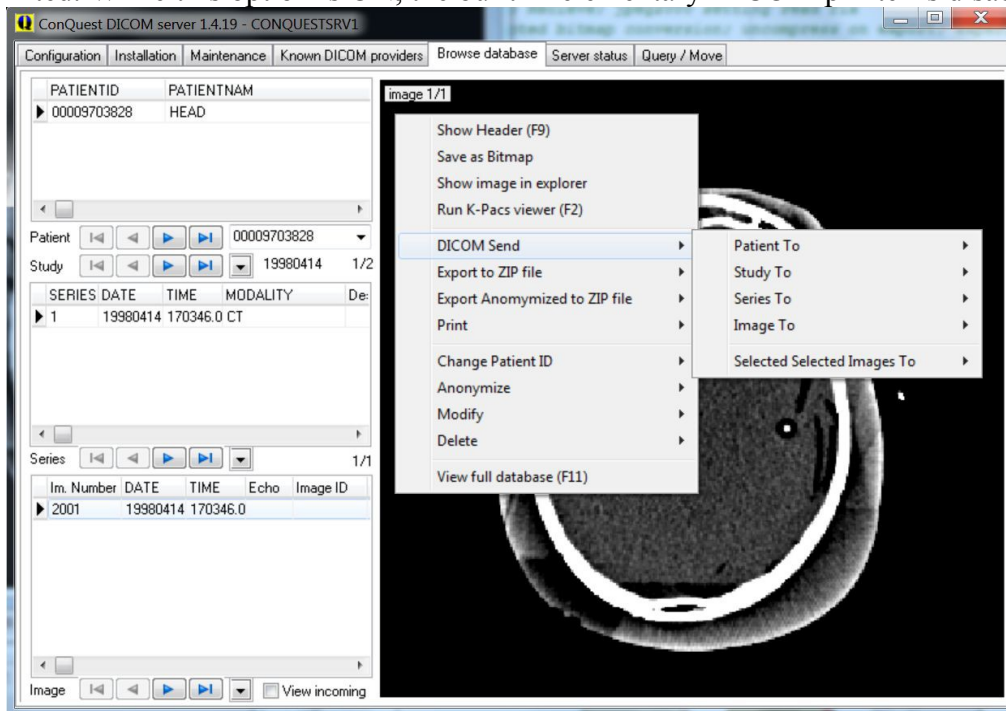 ConQuest DICOM server 1.4.19 - CONQUESTSRV1
Configuration Installation Maintenance Known DICOM providers Browse database Server status Query / Move
PATIENTID PATIENTNAM
00009703828 HEAD
Patient 00009703828
Study 19980414 1/2
SERIES DATE TIME MODALITY De:
1 19980414 170346.0 CT
Series 1/1
Im. Number DATE TIME Echo Image ID
2001 19980414 170346.0
Image View incoming
image 1/1
Show Header (F9)
Save as Bitmap
Show image in explorer
Run K-Pacs viewer (F2)
DICOM Send
Export to ZIP file
Export Anomymized to ZIP file
Print
Change Patient ID
Anonymize
Modify
Delete
View full database (F11)
Patient To
Study To
Series To
Image To
Selected Selected Images To